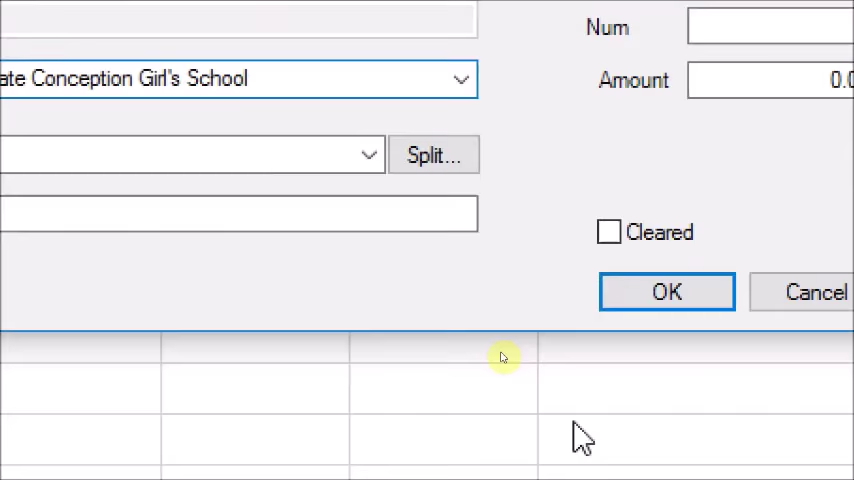 Num
ate Conception Girl's School
Amount 0.0
Split...
Cleared
OK Cancel